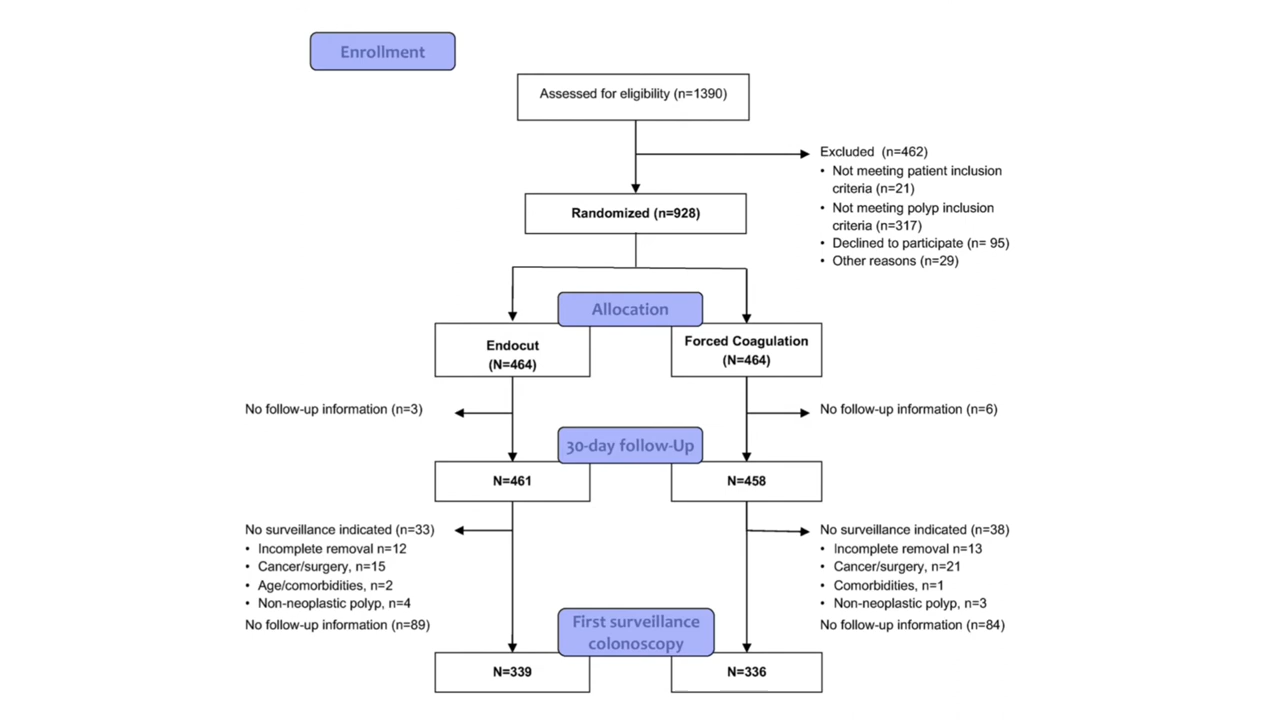 Enrollment
Assessed for eligibility (n=1390)
Excluded (n=462)
• Not meeting patient inclusion
criteria (n=21)
• Not meeting polyp inclusion
criteria (n=317)
• Declined to participate (n= 95)
• Other reasons (n=29)
Randomized (n=928)
Allocation
Endocut
(N=464)
Forced Coagulation
(N=464)
No follow-up information (n=3)
No follow-up information (n=6)
30-day follow-Up
N=461
N=458
No surveillance indicated (n=33)
• Incomplete removal n=12
• Cancer/surgery, n=15
• Age/comorbidities, n=2
• Non-neoplastic polyp, n=4
No follow-up information (n=89)
No surveillance indicated (n=38)
• Incomplete removal n=13
• Cancer/surgery, n=21
• Comorbidities, n=1
• Non-neoplastic polyp, n=3
No follow-up information (n=84)
First surveillance
colonoscopy
N=339
N=336